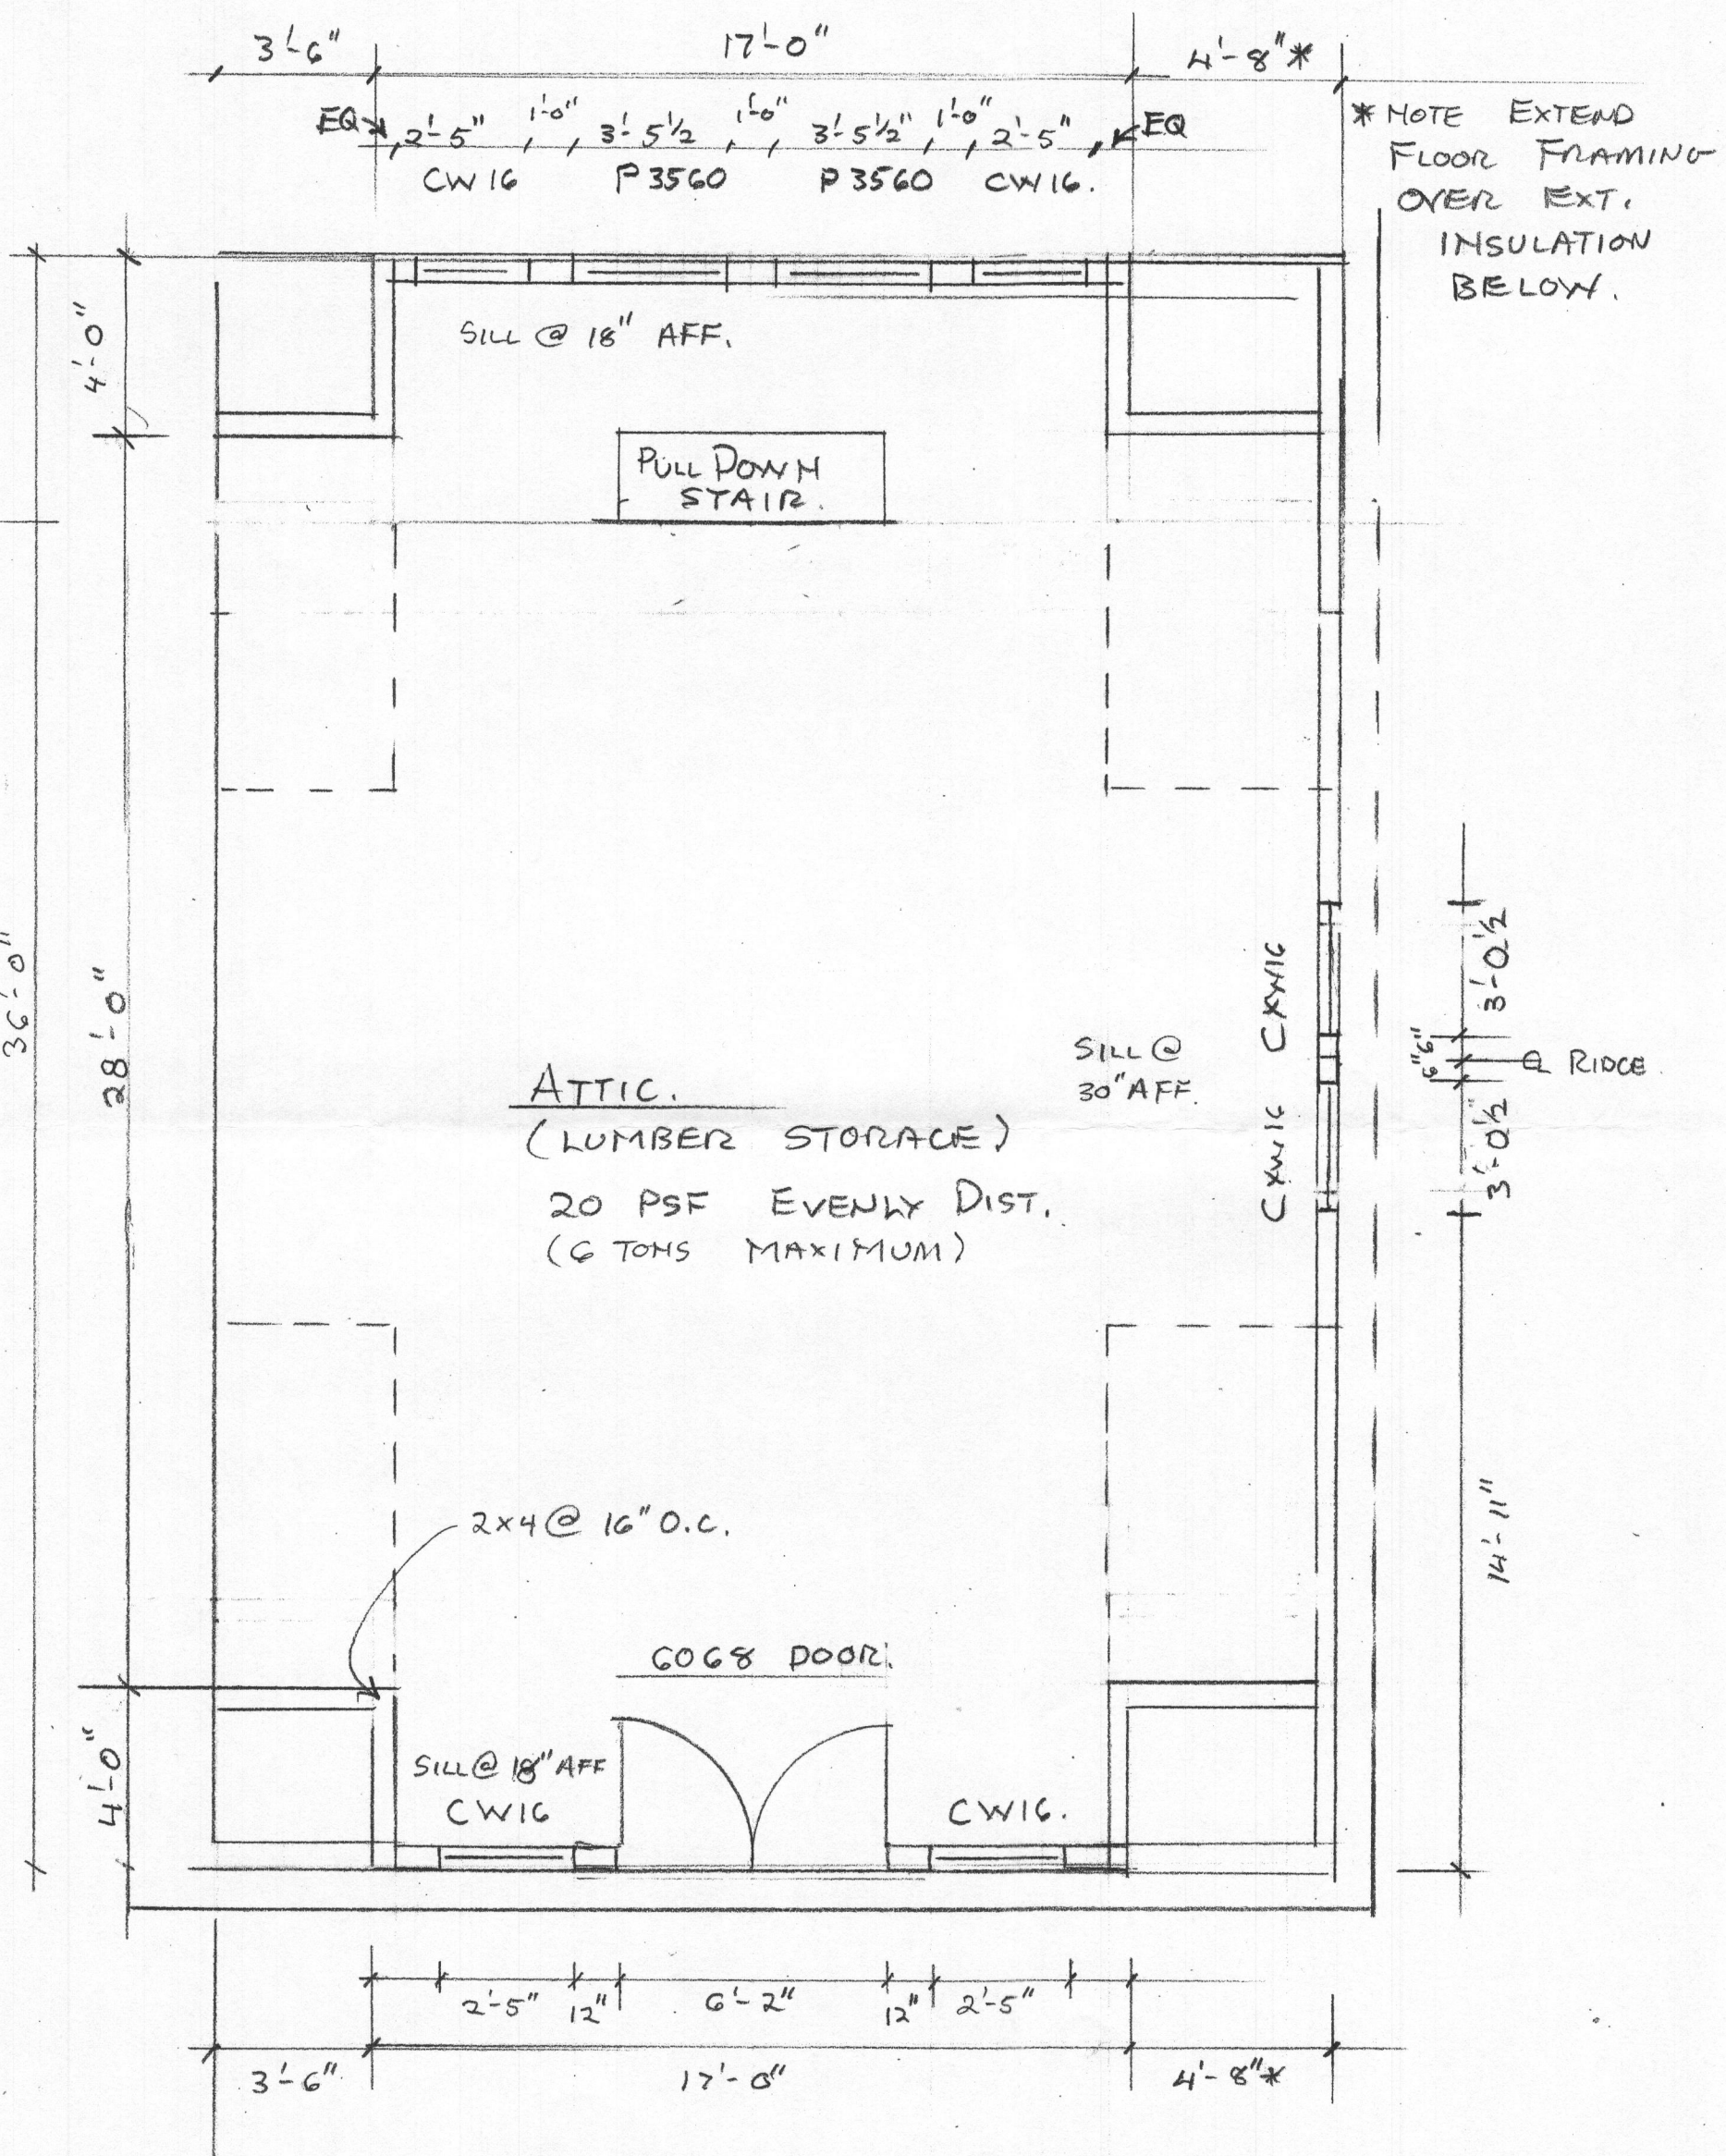 3'-6"
17'-0"
4'-8"*
EQ
2'-5"
1'-0"
3'-5 1/2
1'-0"
3'-5 1/2"
1'-0"
2'-5"
EQ
CW16
P3560
P3560
CW16.
* NOTE EXTEND
FLOOR FRAMING
OVER EXT.
INSULATION
BELOW.
SILL @ 18" AFF.
4'-0"
PULL DOWN
STAIR.
36'-0"
28'-0"
CXW16
3'-0 1/2
SILL @
30" AFF.
6"
6"
℄ RIDGE
CXW16
3'-0 1/2"
ATTIC.
(LUMBER STORAGE)
20 PSF EVENLY DIST.
(6 TONS MAXIMUM)
14'-11"
2x4 @ 16" O.C.
6068 DOOR.
4'-0"
SILL @ 18" AFF
CW16
CW16.
2'-5"
12"
6'-2"
12"
2'-5"
3'-6"
17'-0"
4'-8"*